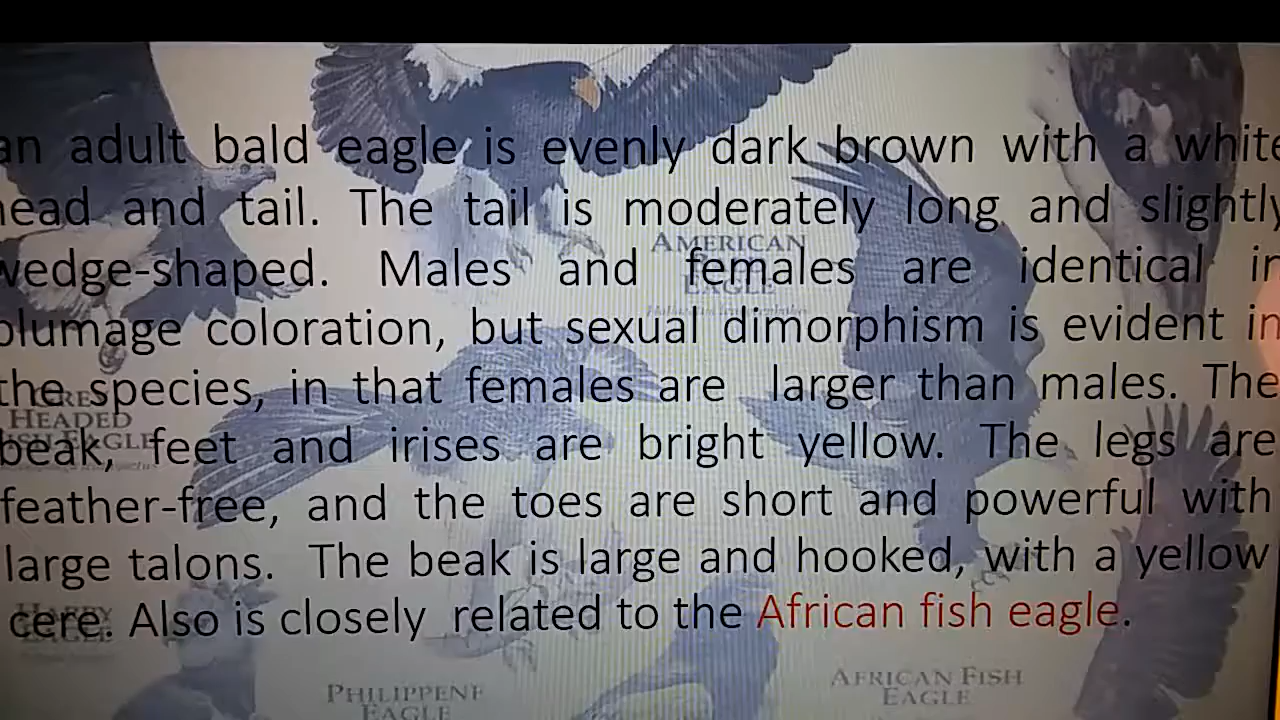 an adult bald eagle is evenly dark brown with a white
head and tail. The tail is moderately long and slightly
wedge-shaped. Males and females are identical in
plumage coloration, but sexual dimorphism is evident in
the species, in that females are larger than males. The
beak, feet and irises are bright yellow. The legs are
feather-free, and the toes are short and powerful with
large talons. The beak is large and hooked, with a yellow
cere. Also is closely related to the African fish eagle.
AMERICAN
EAGLE
HEADED
EAGLE
HARPY
PHILIPPENE
EAGLE
AFRICAN FISH
EAGLE